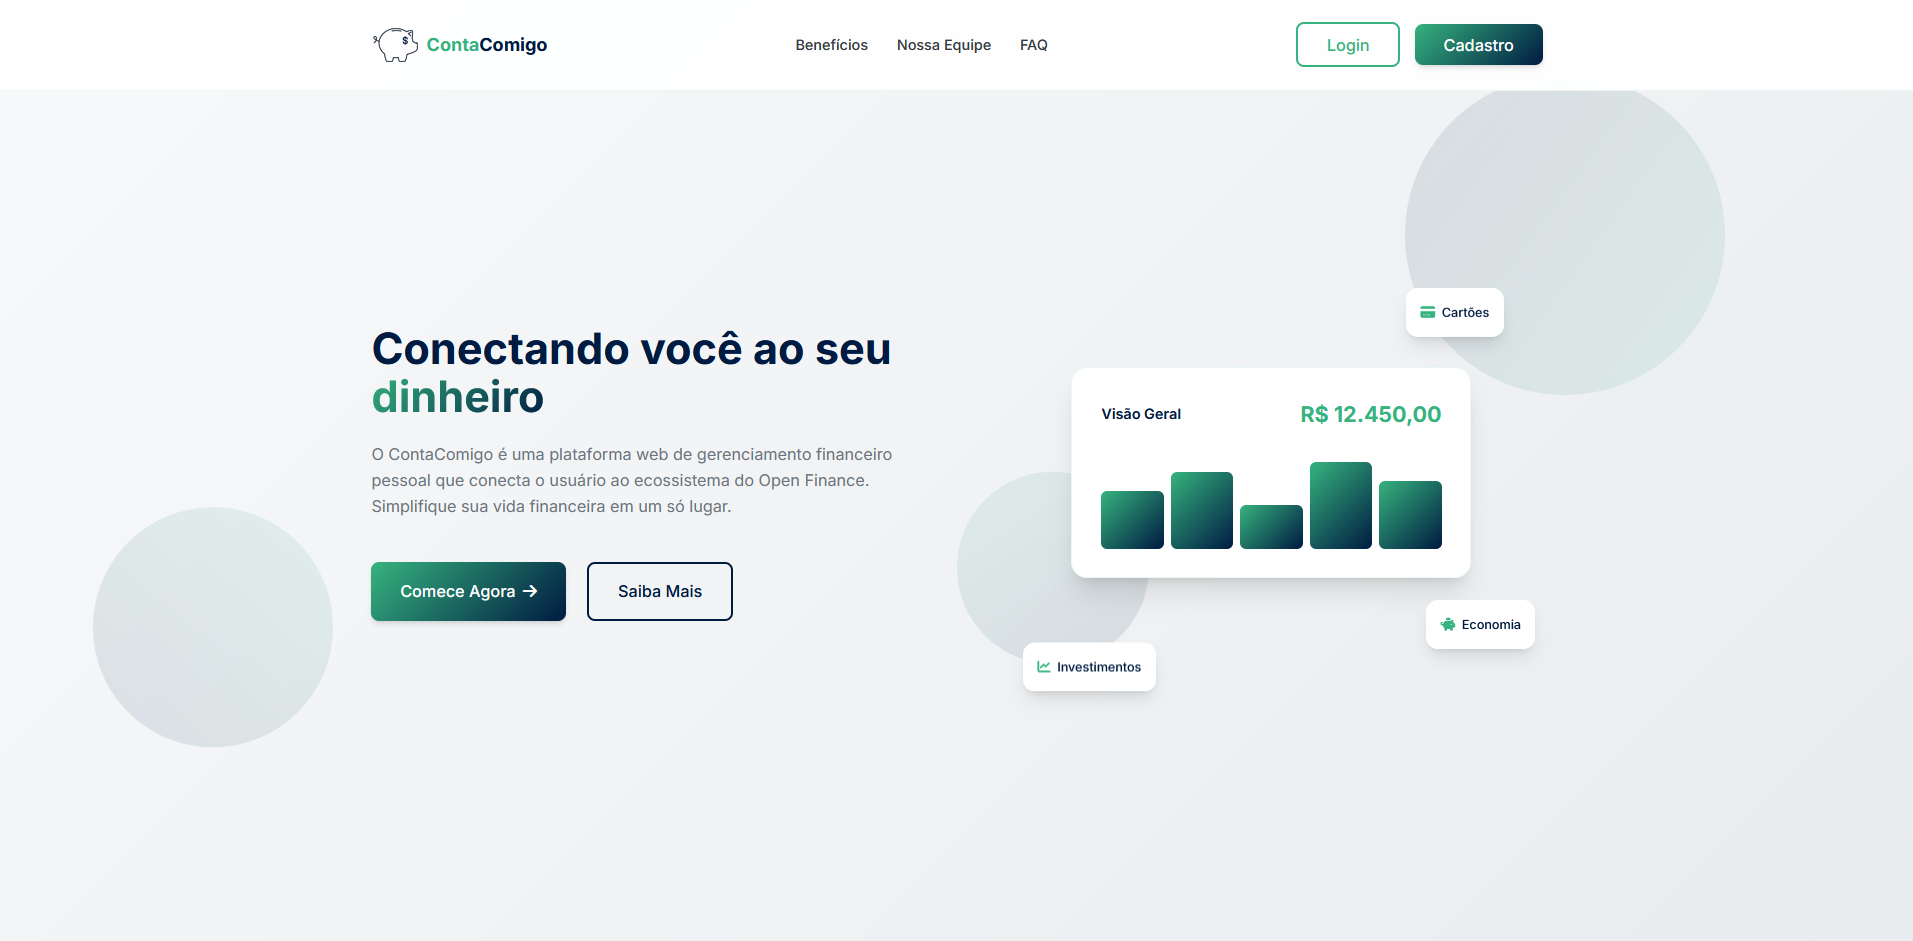 ContaComigo
Benefícios
Nossa Equipe
FAQ
Login
Cadastro
Conectando você ao seu
dinheiro
O ContaComigo é uma plataforma web de gerenciamento financeiro
pessoal que conecta o usuário ao ecossistema do Open Finance.
Simplifique sua vida financeira em um só lugar.
Comece Agora →
Saiba Mais
Cartões
Visão Geral
R$ 12.450,00
Economia
Investimentos